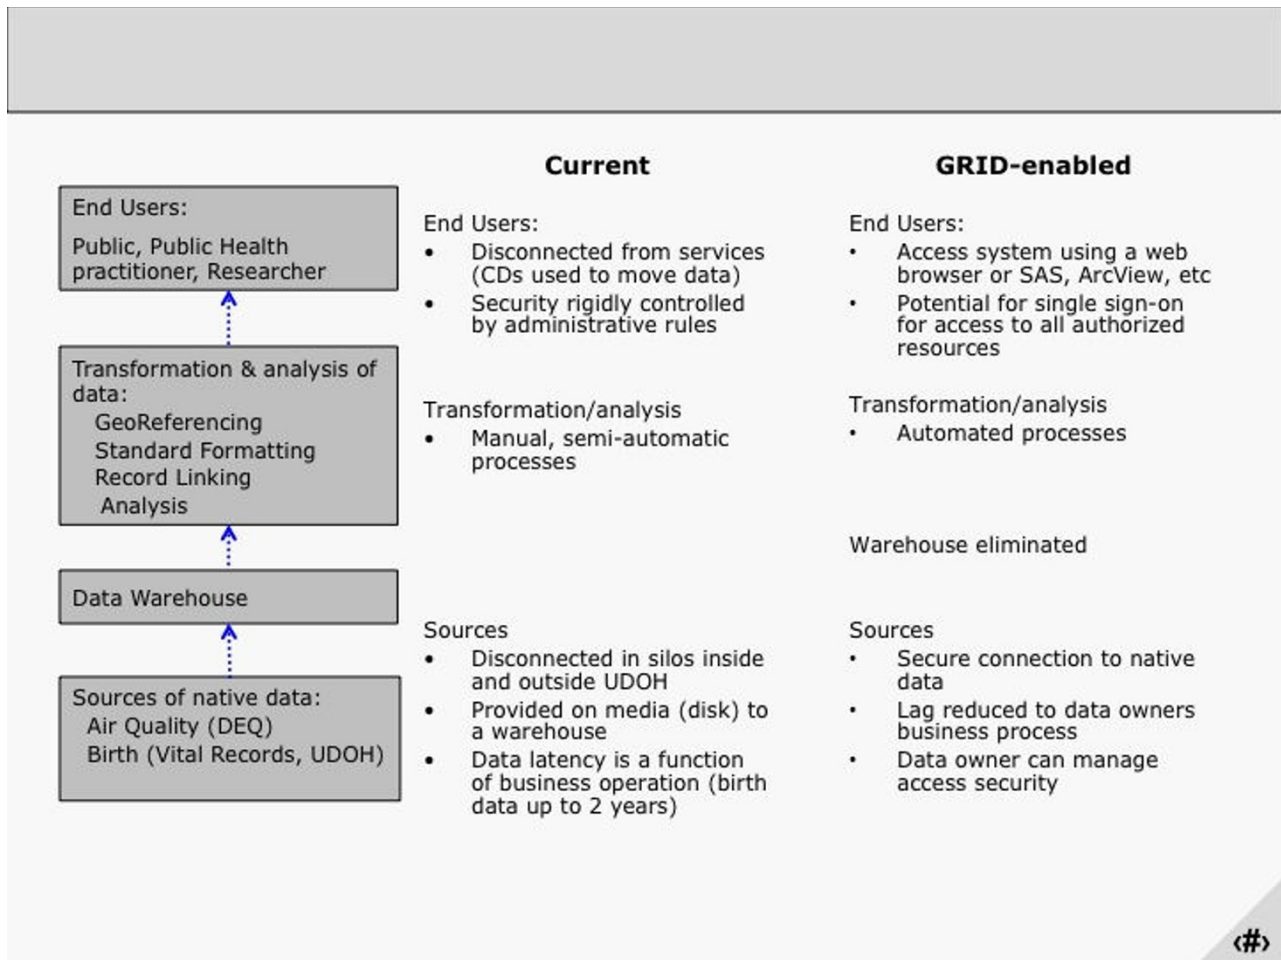 Current
GRID-enabled
End Users:
Public, Public Health
practitioner, Researcher
Transformation & analysis of
data:
GeoReferencing
Standard Formatting
Record Linking
Analysis
Data Warehouse
Sources of native data:
Air Quality (DEQ)
Birth (Vital Records, UDOH)
End Users:
• Disconnected from services
(CDs used to move data)
• Security rigidly controlled
by administrative rules
Transformation/analysis
• Manual, semi-automatic
processes
Sources
• Disconnected in silos inside
and outside UDOH
• Provided on media (disk) to
a warehouse
• Data latency is a function
of business operation (birth
data up to 2 years)
End Users:
• Access system using a web
browser or SAS, ArcView, etc
• Potential for single sign-on
for access to all authorized
resources
Transformation/analysis
• Automated processes
Warehouse eliminated
Sources
• Secure connection to native
data
• Lag reduced to data owners
business process
• Data owner can manage
access security
‹#›